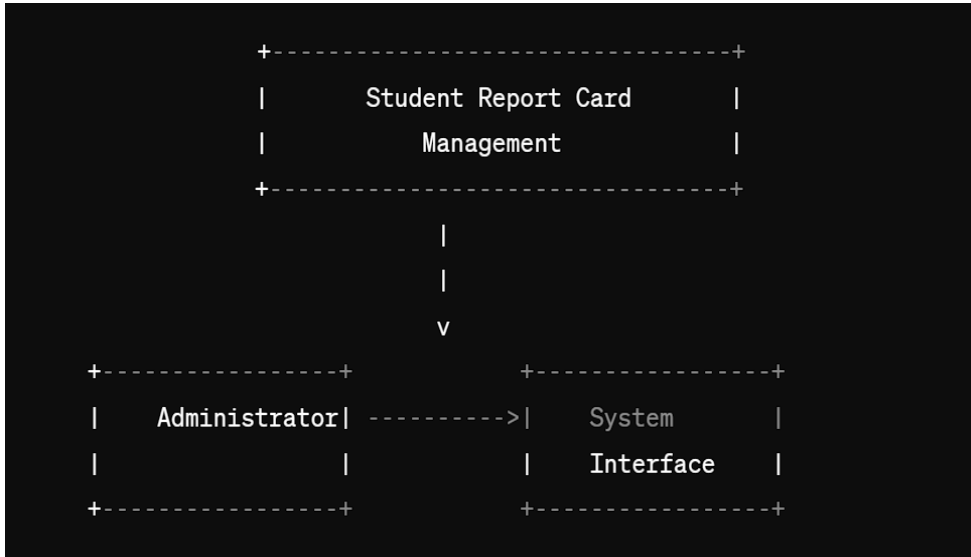 +---------------------------------+
|       Student Report Card       |
|           Management            |
+---------------------------------+
|
|
v
+-----------------+            +-----------------+
|    Administrator| ---------->|    System       |
|                 |            |    Interface    |
+-----------------+            +-----------------+